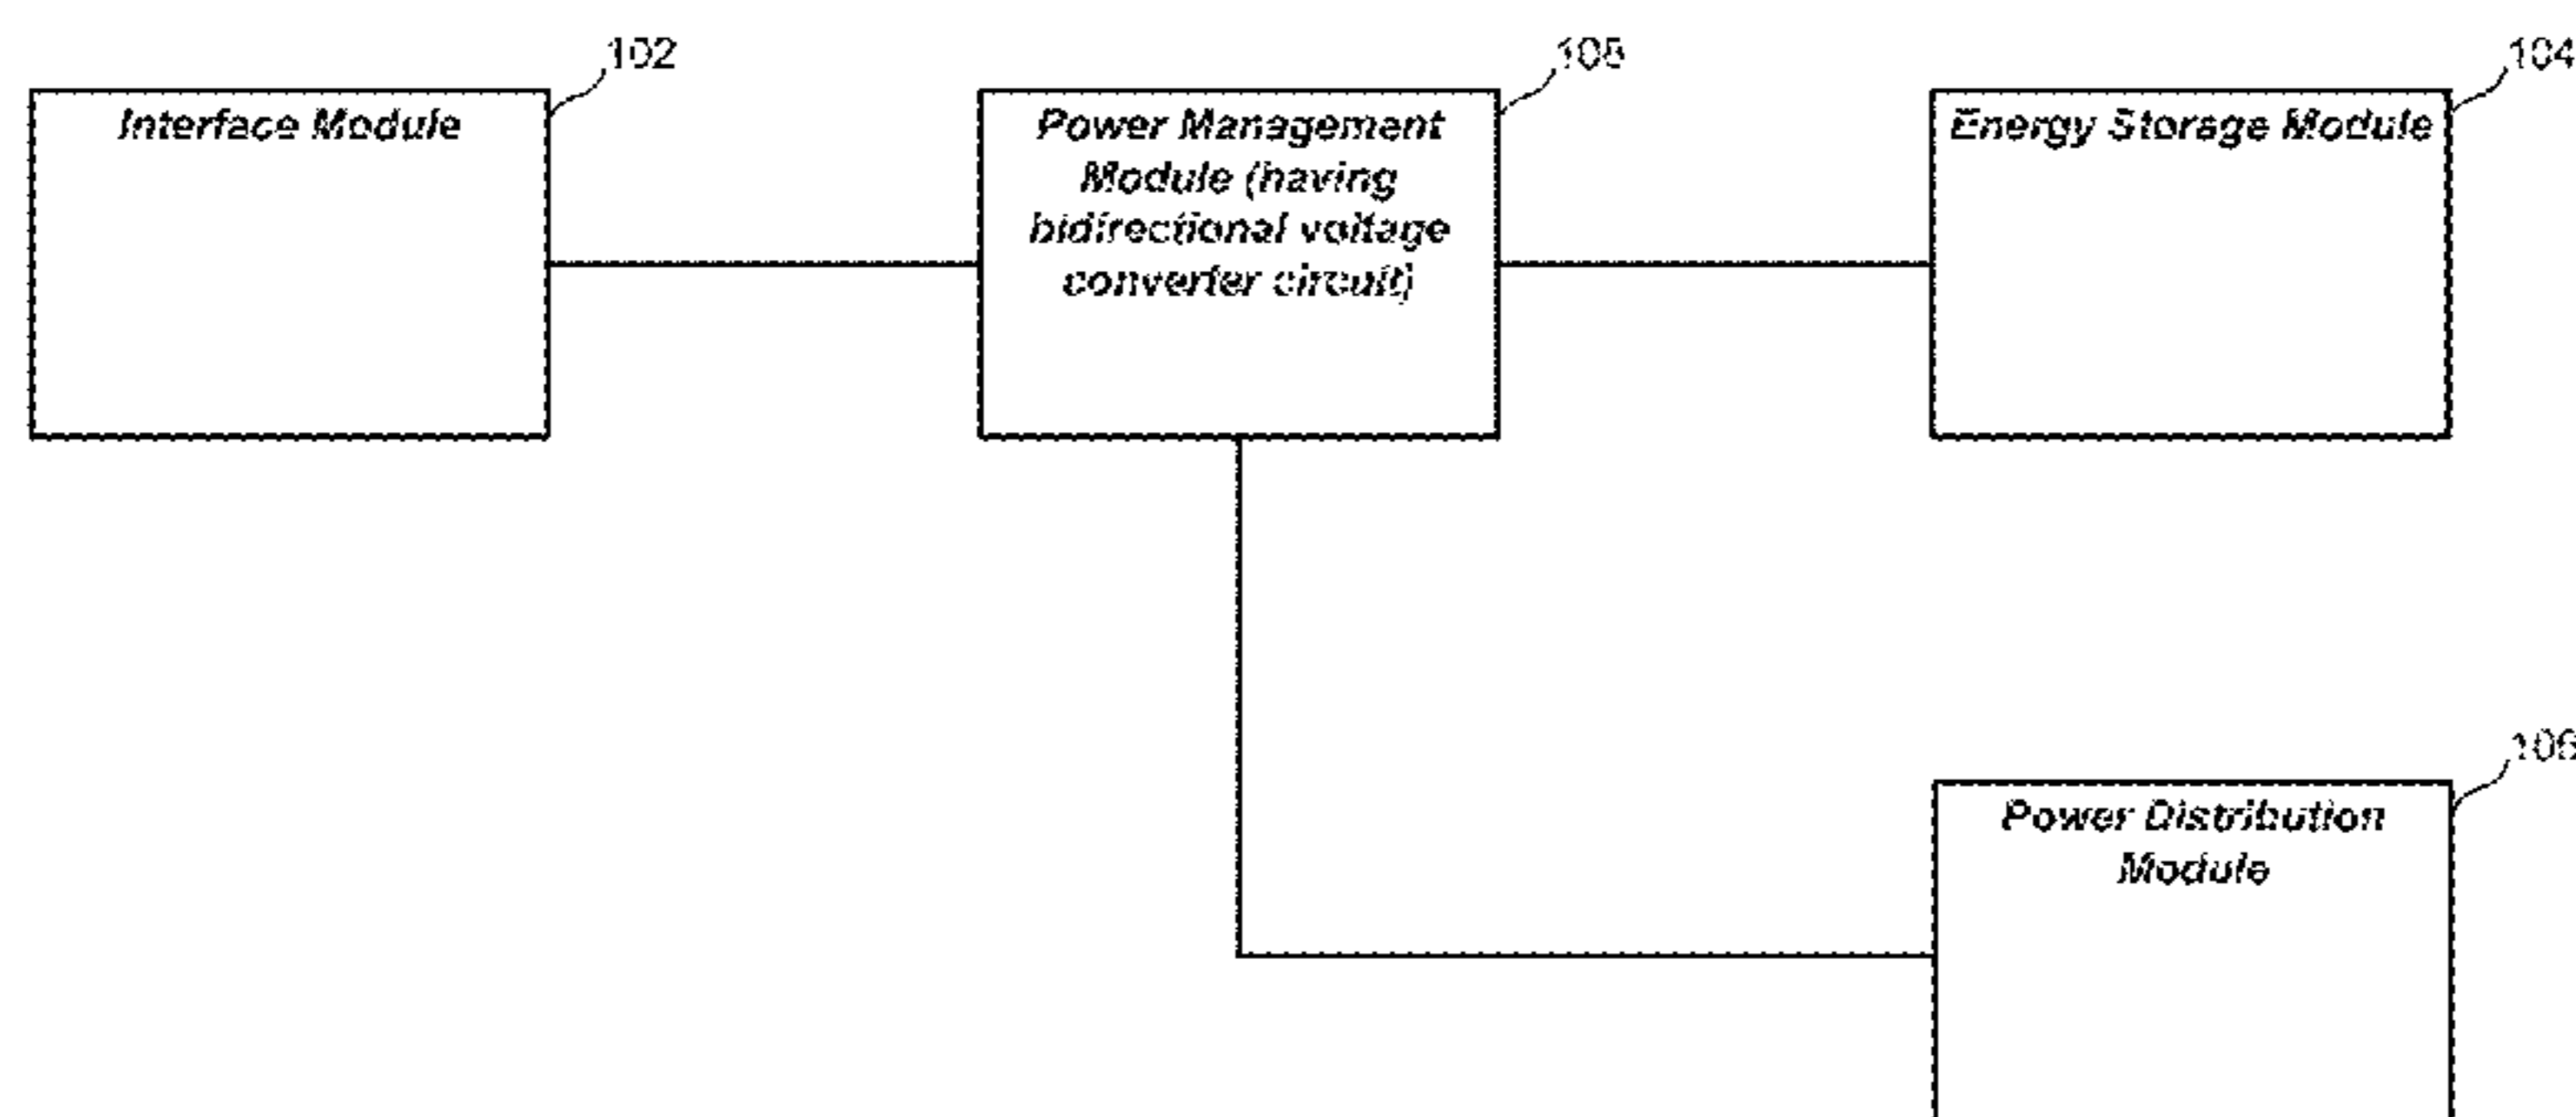 102
108
104
Interface Module
Power Management
Module (having
bidirectional voltage
converter circuit)
Energy Storage Module
106
Power Distribution
Module